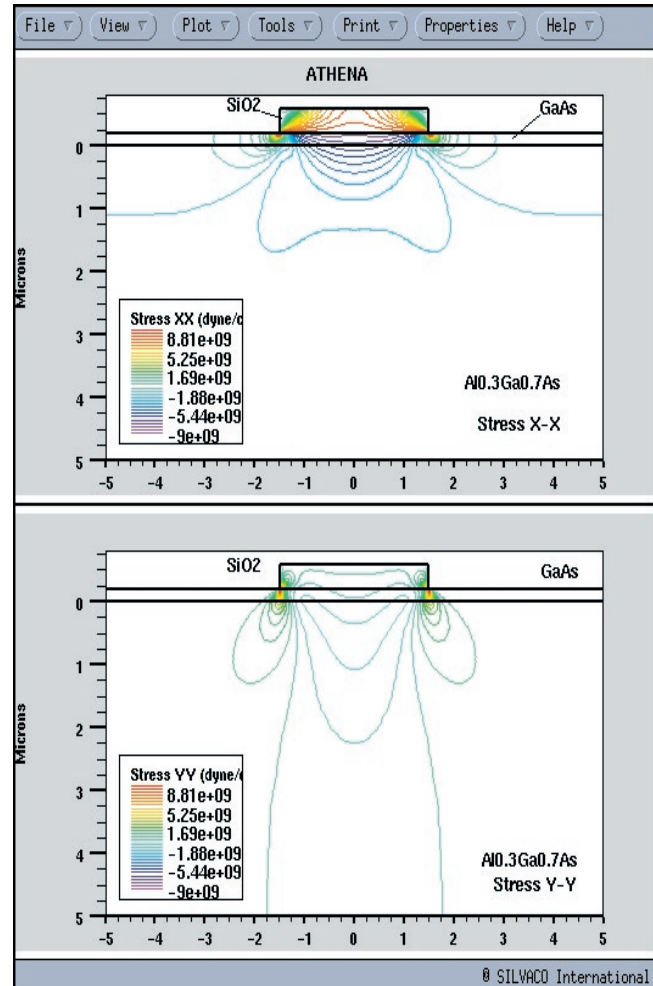 File View Plot Tools Print Properties Help
ATHENA
SiO2
GaAs
0
1
2
3
4
5
Microns
Stress XX (dyne/c
8.81e+09
5.25e+09
1.69e+09
-1.88e+09
-5.44e+09
-9e+09
Al0.3Ga0.7As
Stress X-X
-5 -4 -3 -2 -1 0 1 2 3 4 5
SiO2
GaAs
0
1
2
3
4
5
Microns
Stress YY (dyne/c
8.81e+09
5.25e+09
1.69e+09
-1.88e+09
-5.44e+09
-9e+09
Al0.3Ga0.7As
Stress Y-Y
-5 -4 -3 -2 -1 0 1 2 3 4 5
© SILVACO International